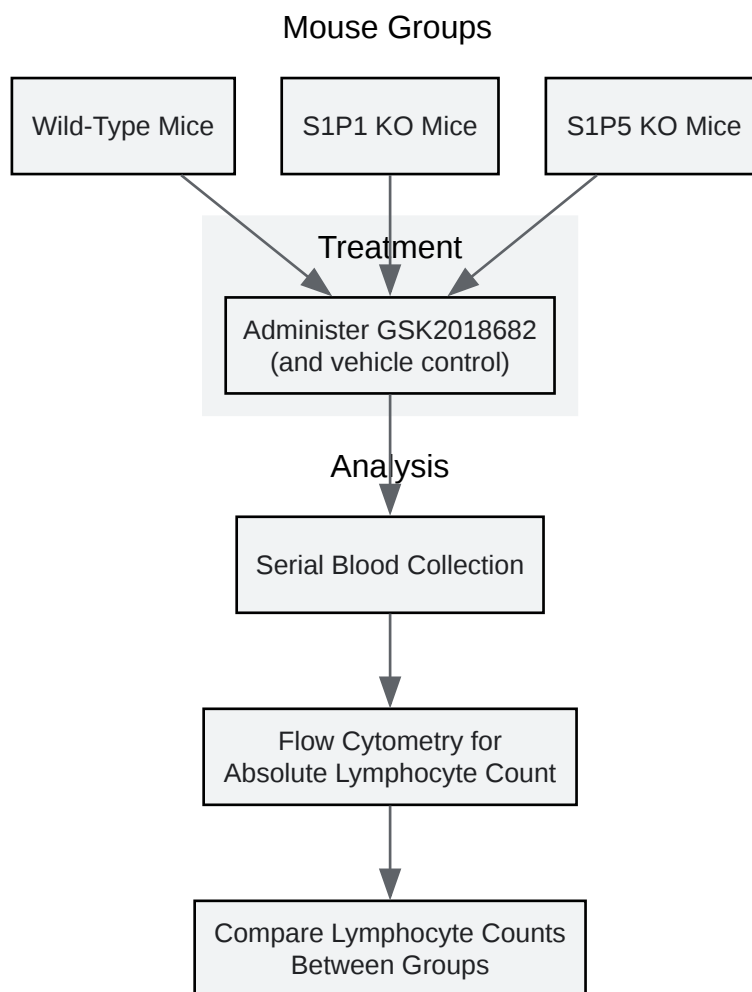 Mouse Groups
Wild-Type Mice
S1P1 KO Mice
S1P5 KO Mice
Treatment
Administer GSK2018682
(and vehicle control)
Analysis
Serial Blood Collection
Flow Cytometry for
Absolute Lymphocyte Count
Compare Lymphocyte Counts
Between Groups